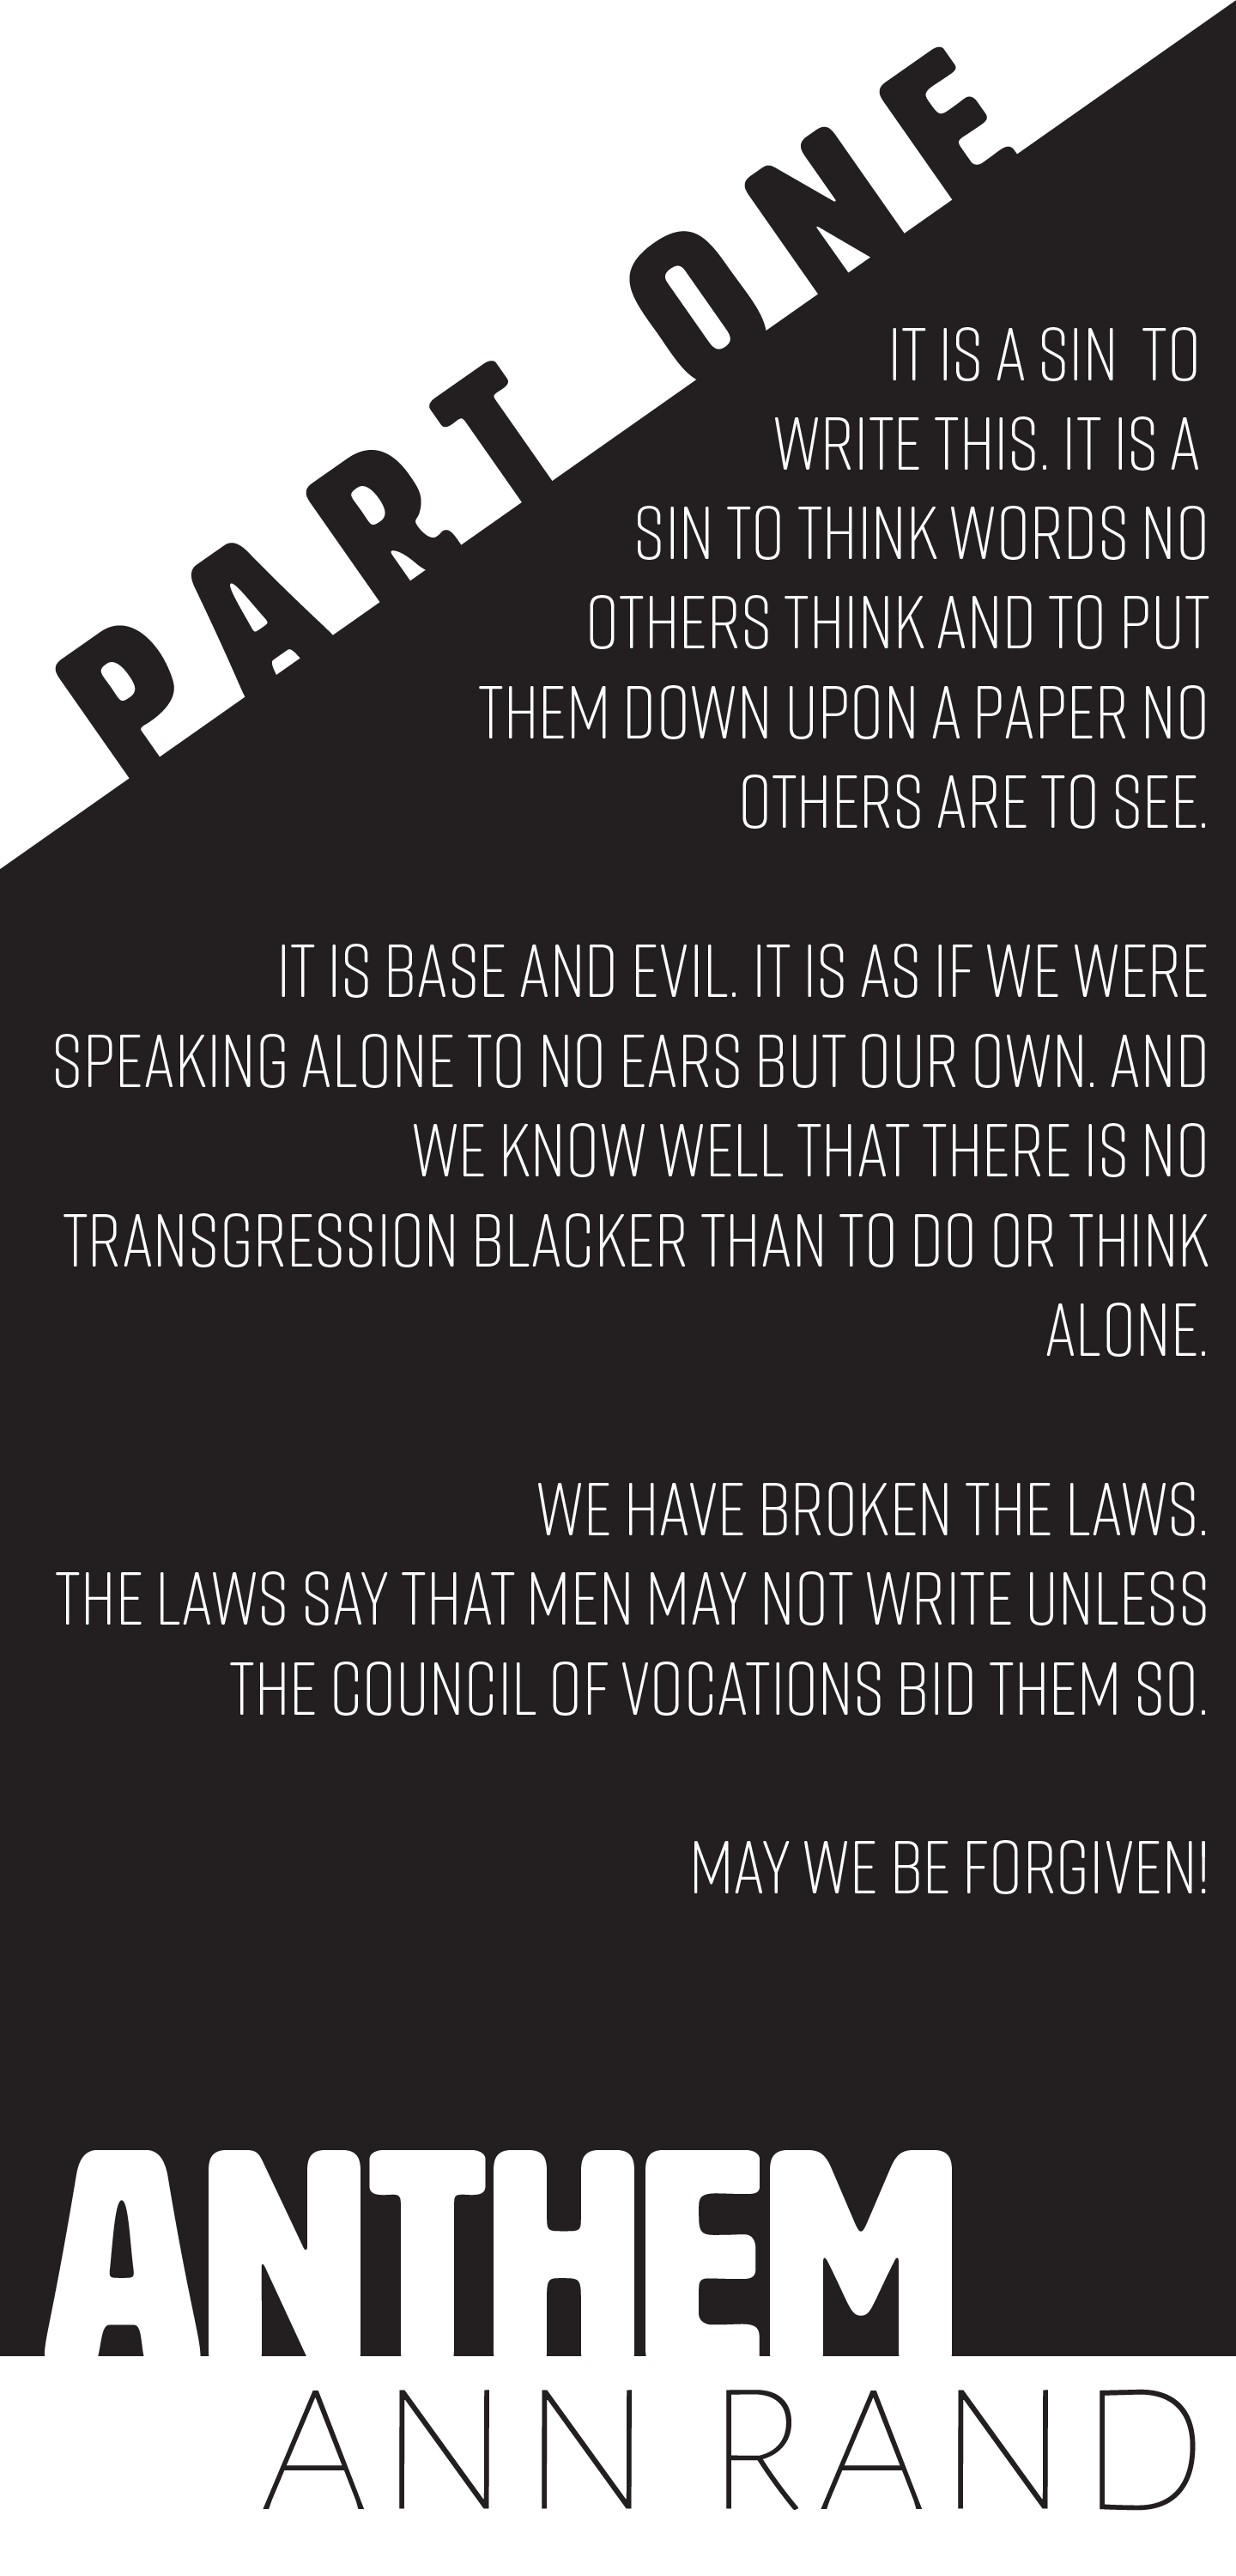 PART ONE
IT IS A SIN TO
WRITE THIS. IT IS A
SIN TO THINK WORDS NO
OTHERS THINK AND TO PUT
THEM DOWN UPON A PAPER NO
OTHERS ARE TO SEE.
IT IS BASE AND EVIL. IT IS AS IF WE WERE
SPEAKING ALONE TO NO EARS BUT OUR OWN. AND
WE KNOW WELL THAT THERE IS NO
TRANSGRESSION BLACKER THAN TO DO OR THINK
ALONE.
WE HAVE BROKEN THE LAWS.
THE LAWS SAY THAT MEN MAY NOT WRITE UNLESS
THE COUNCIL OF VOCATIONS BID THEM SO.
MAY WE BE FORGIVEN!
ANTHEM
ANN RAND